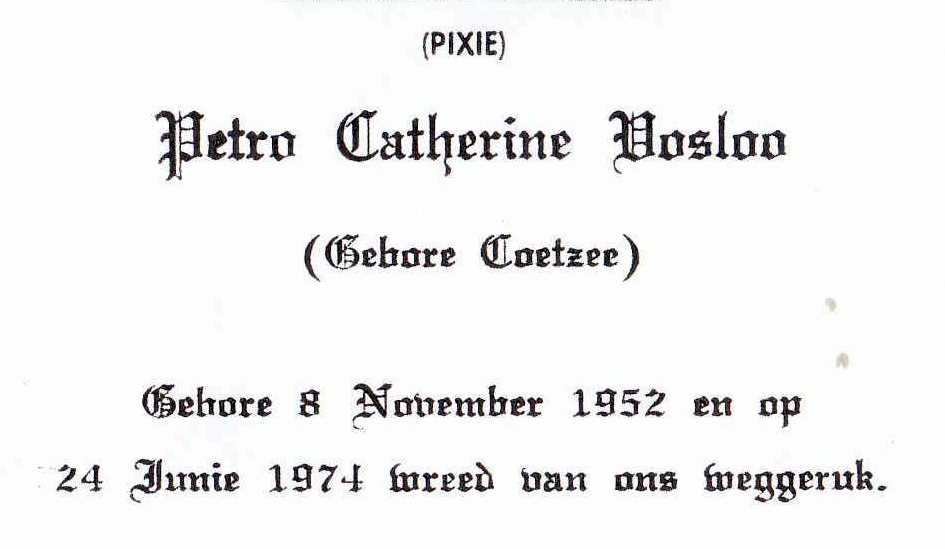 (PIXIE)
Petro Catherine Vosloo
(Gebore Coetzee)
Gebore 8 November 1952 en op
24 Junie 1974 wreed van ons weggeruk.